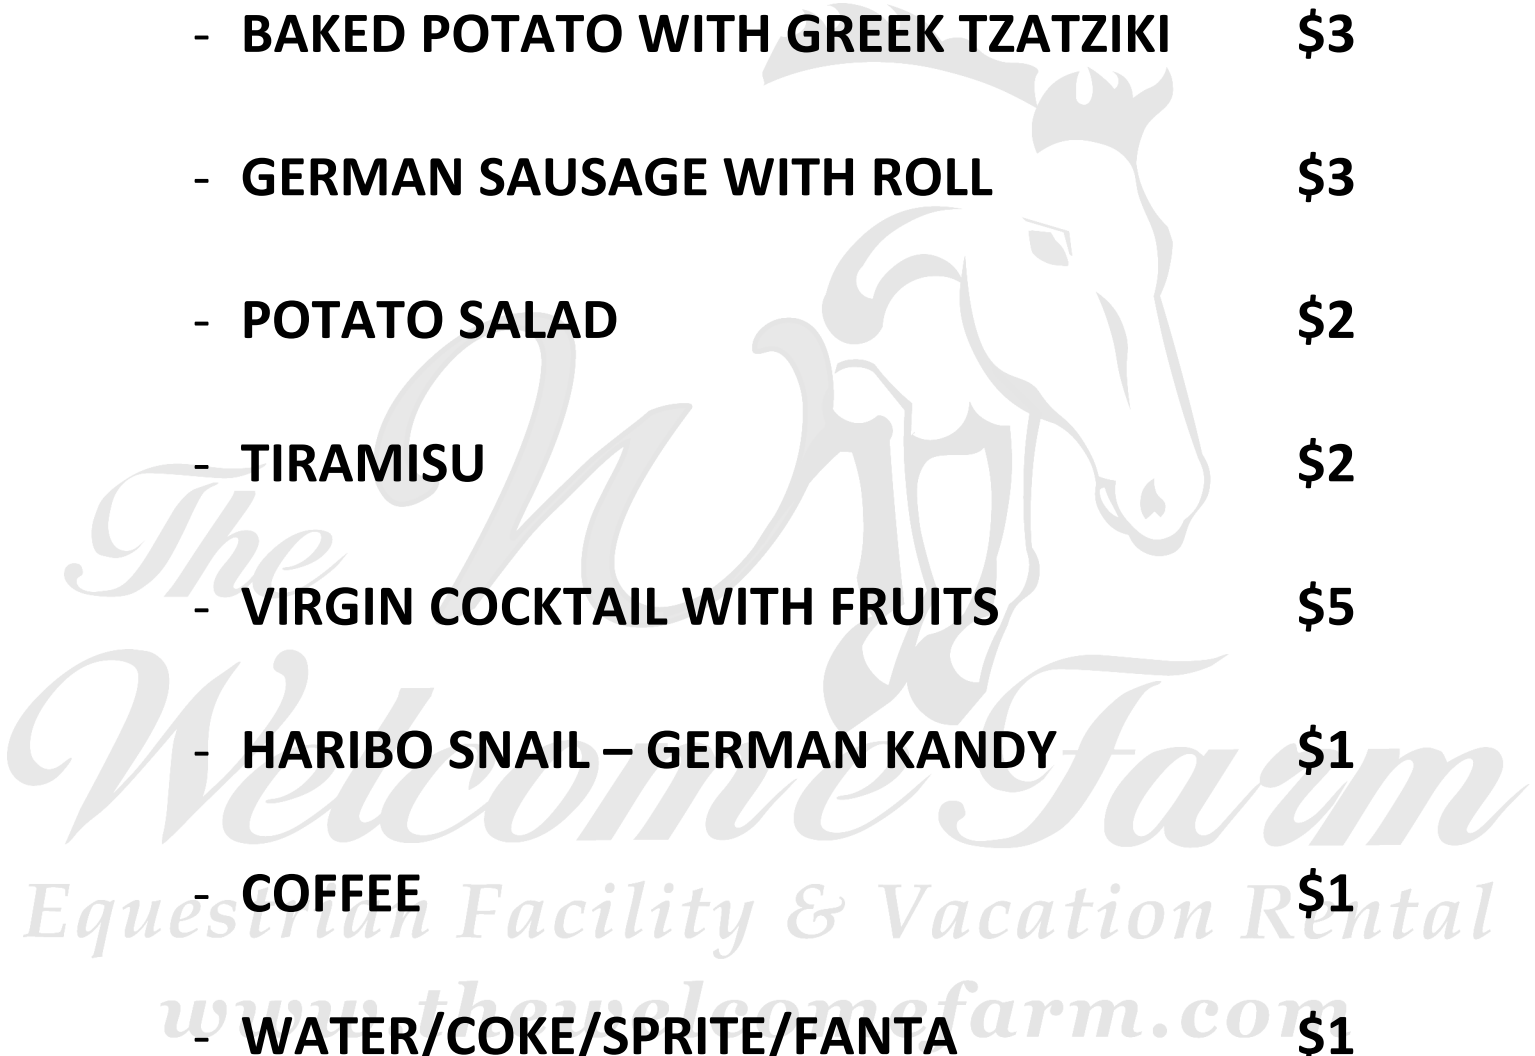 - BAKED POTATO WITH GREEK TZATZIKI $3
- GERMAN SAUSAGE WITH ROLL $3
- POTATO SALAD $2
- TIRAMISU $2
- VIRGIN COCKTAIL WITH FRUITS $5
- HARIBO SNAIL – GERMAN KANDY $1
- COFFEE $1
- WATER/COKE/SPRITE/FANTA $1
W
The
Welcome Farm
Equestrian Facility & Vacation Rental
www.thewelcomefarm.com